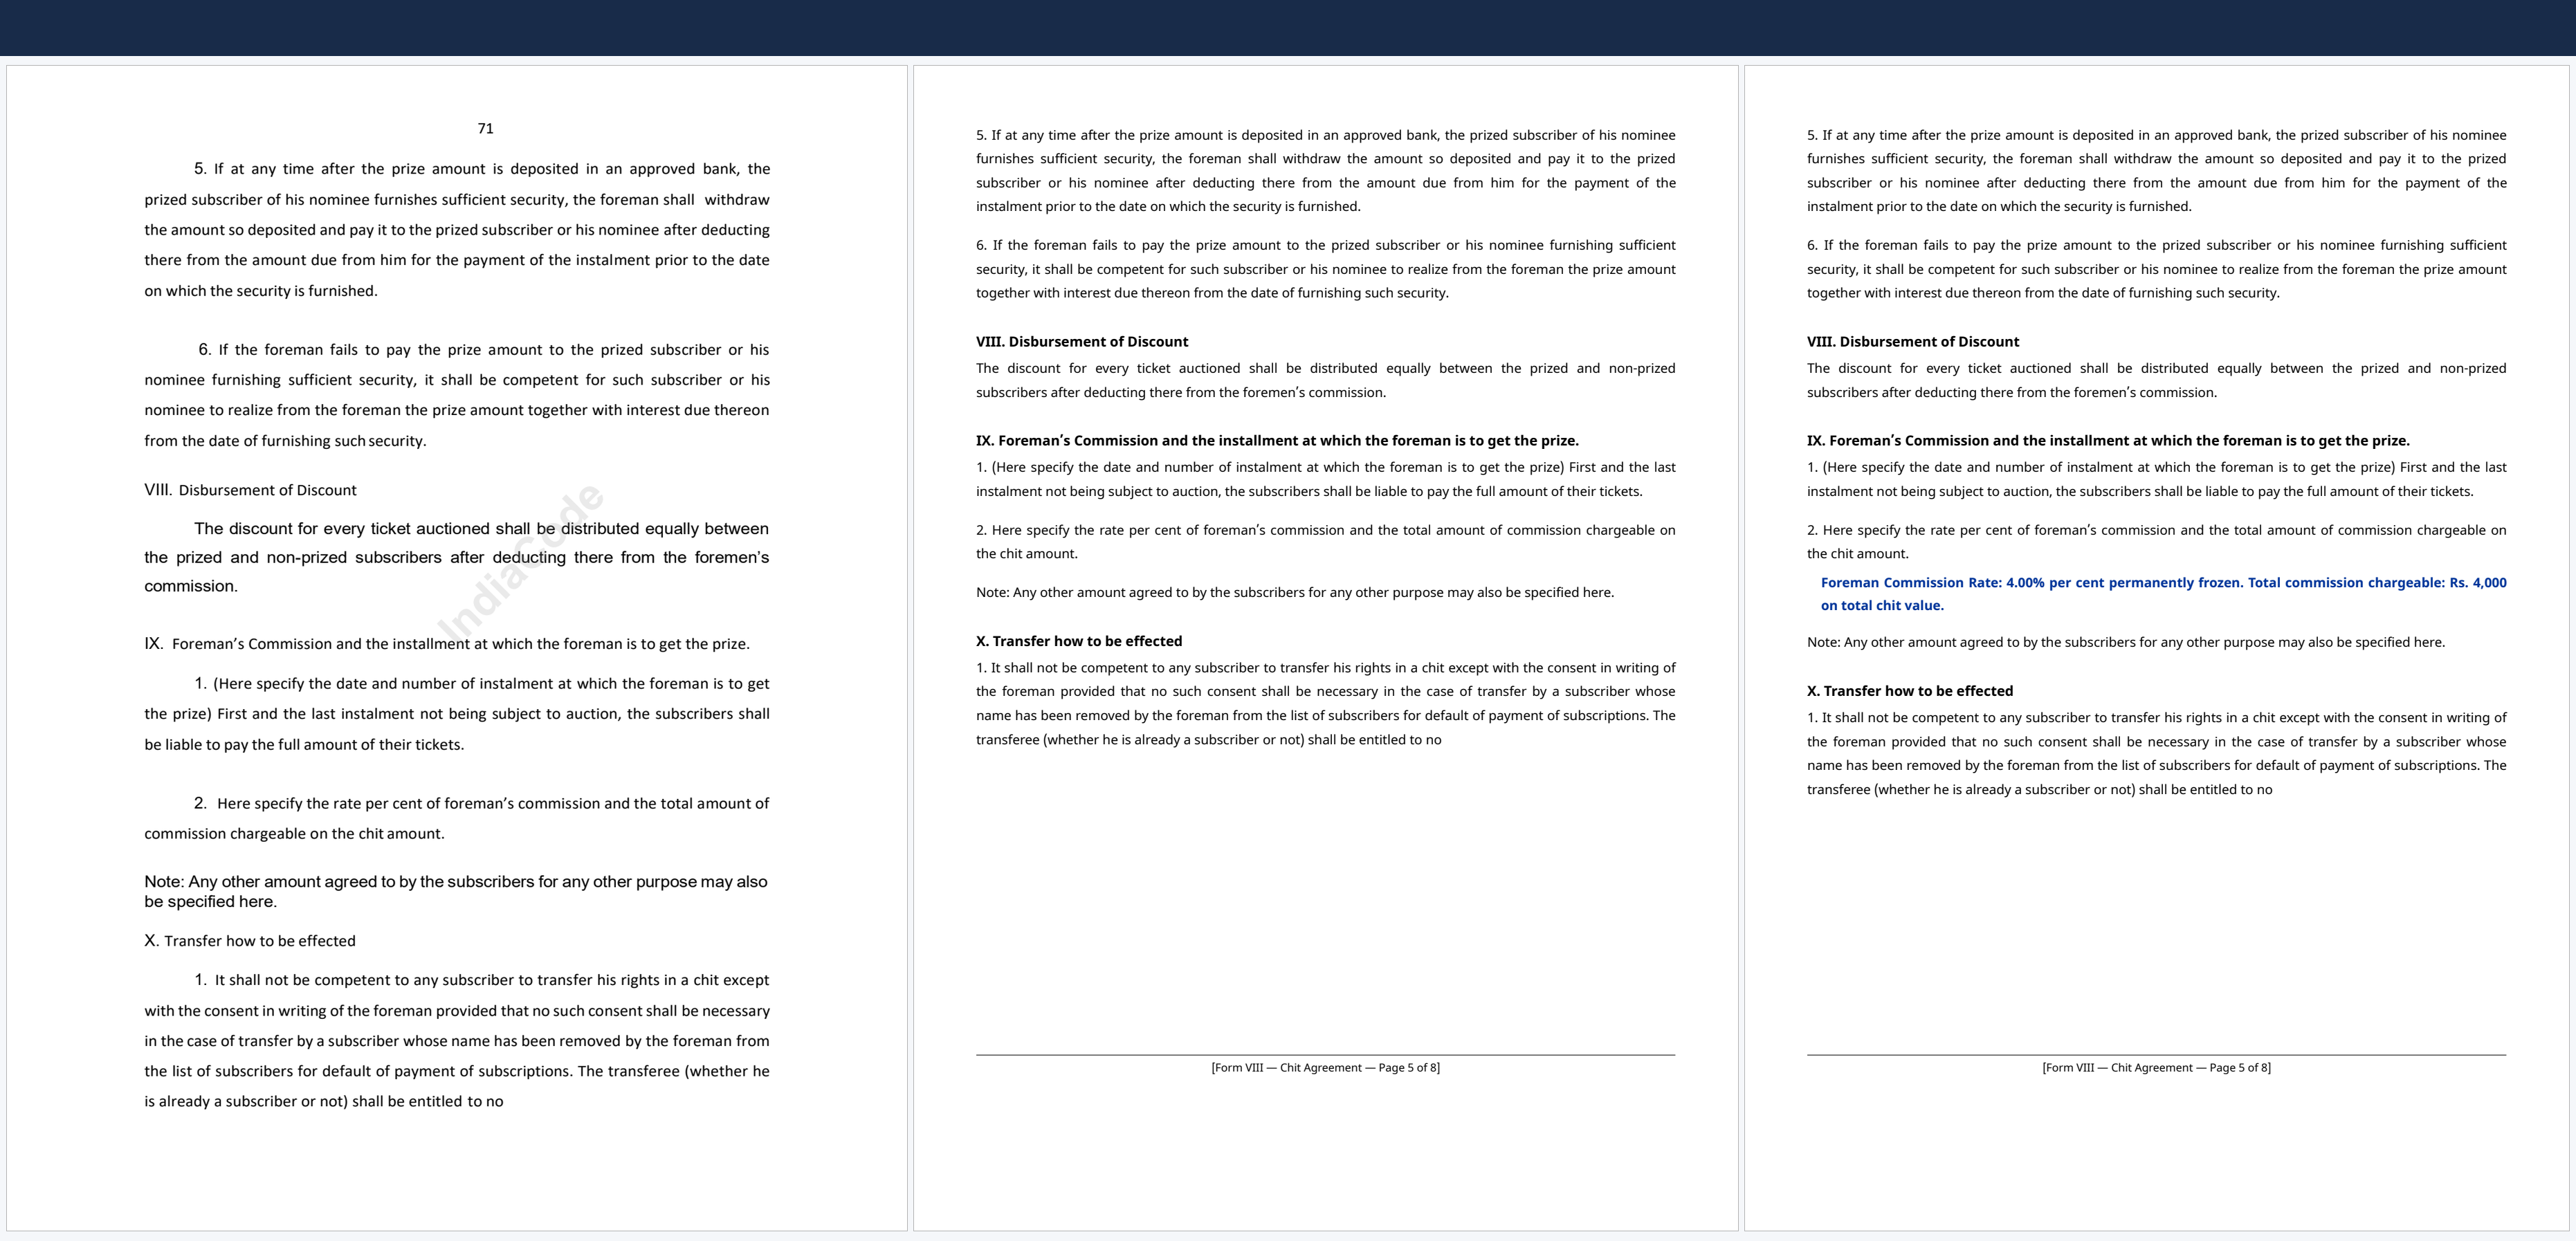 71
5. If at any time after the prize amount is deposited in an approved bank, the
prized subscriber of his nominee furnishes sufficient security, the foreman shall withdraw
the amount so deposited and pay it to the prized subscriber or his nominee after deducting
there from the amount due from him for the payment of the instalment prior to the date
on which the security is furnished.
6. If the foreman fails to pay the prize amount to the prized subscriber or his
nominee furnishing sufficient security, it shall be competent for such subscriber or his
nominee to realize from the foreman the prize amount together with interest due thereon
from the date of furnishing such security.
VIII. Disbursement of Discount
The discount for every ticket auctioned shall be distributed equally between
the prized and non-prized subscribers after deducting there from the foremen's
commission.
IndiaCode
IX. Foreman's Commission and the installment at which the foreman is to get the prize.
1. (Here specify the date and number of instalment at which the foreman is to get
the prize) First and the last instalment not being subject to auction, the subscribers shall
be liable to pay the full amount of their tickets.
2. Here specify the rate per cent of foreman's commission and the total amount of
commission chargeable on the chit amount.
Note: Any other amount agreed to by the subscribers for any other purpose may also
be specified here.
X. Transfer how to be effected
1. It shall not be competent to any subscriber to transfer his rights in a chit except
with the consent in writing of the foreman provided that no such consent shall be necessary
in the case of transfer by a subscriber whose name has been removed by the foreman from
the list of subscribers for default of payment of subscriptions. The transferee (whether he
is already a subscriber or not) shall be entitled to no
5. If at any time after the prize amount is deposited in an approved bank, the prized subscriber of his nominee
furnishes sufficient security, the foreman shall withdraw the amount so deposited and pay it to the prized
subscriber or his nominee after deducting there from the amount due from him for the payment of the
instalment prior to the date on which the security is furnished.
6. If the foreman fails to pay the prize amount to the prized subscriber or his nominee furnishing sufficient
security, it shall be competent for such subscriber or his nominee to realize from the foreman the prize amount
together with interest due thereon from the date of furnishing such security.
VIII. Disbursement of Discount
The discount for every ticket auctioned shall be distributed equally between the prized and non-prized
subscribers after deducting there from the foremen's commission.
IX. Foreman's Commission and the installment at which the foreman is to get the prize.
1. (Here specify the date and number of instalment at which the foreman is to get the prize) First and the last
instalment not being subject to auction, the subscribers shall be liable to pay the full amount of their tickets.
2. Here specify the rate per cent of foreman's commission and the total amount of commission chargeable on
the chit amount.
Note: Any other amount agreed to by the subscribers for any other purpose may also be specified here.
X. Transfer how to be effected
1. It shall not be competent to any subscriber to transfer his rights in a chit except with the consent in writing of
the foreman provided that no such consent shall be necessary in the case of transfer by a subscriber whose
name has been removed by the foreman from the list of subscribers for default of payment of subscriptions. The
transferee (whether he is already a subscriber or not) shall be entitled to no
[Form VIII — Chit Agreement — Page 5 of 8]
5. If at any time after the prize amount is deposited in an approved bank, the prized subscriber of his nominee
furnishes sufficient security, the foreman shall withdraw the amount so deposited and pay it to the prized
subscriber or his nominee after deducting there from the amount due from him for the payment of the
instalment prior to the date on which the security is furnished.
6. If the foreman fails to pay the prize amount to the prized subscriber or his nominee furnishing sufficient
security, it shall be competent for such subscriber or his nominee to realize from the foreman the prize amount
together with interest due thereon from the date of furnishing such security.
VIII. Disbursement of Discount
The discount for every ticket auctioned shall be distributed equally between the prized and non-prized
subscribers after deducting there from the foremen's commission.
IX. Foreman's Commission and the installment at which the foreman is to get the prize.
1. (Here specify the date and number of instalment at which the foreman is to get the prize) First and the last
instalment not being subject to auction, the subscribers shall be liable to pay the full amount of their tickets.
2. Here specify the rate per cent of foreman's commission and the total amount of commission chargeable on
the chit amount.
Foreman Commission Rate: 4.00% per cent permanently frozen. Total commission chargeable: Rs. 4,000
on total chit value.
Note: Any other amount agreed to by the subscribers for any other purpose may also be specified here.
X. Transfer how to be effected
1. It shall not be competent to any subscriber to transfer his rights in a chit except with the consent in writing of
the foreman provided that no such consent shall be necessary in the case of transfer by a subscriber whose
name has been removed by the foreman from the list of subscribers for default of payment of subscriptions. The
transferee (whether he is already a subscriber or not) shall be entitled to no
[Form VIII — Chit Agreement — Page 5 of 8]